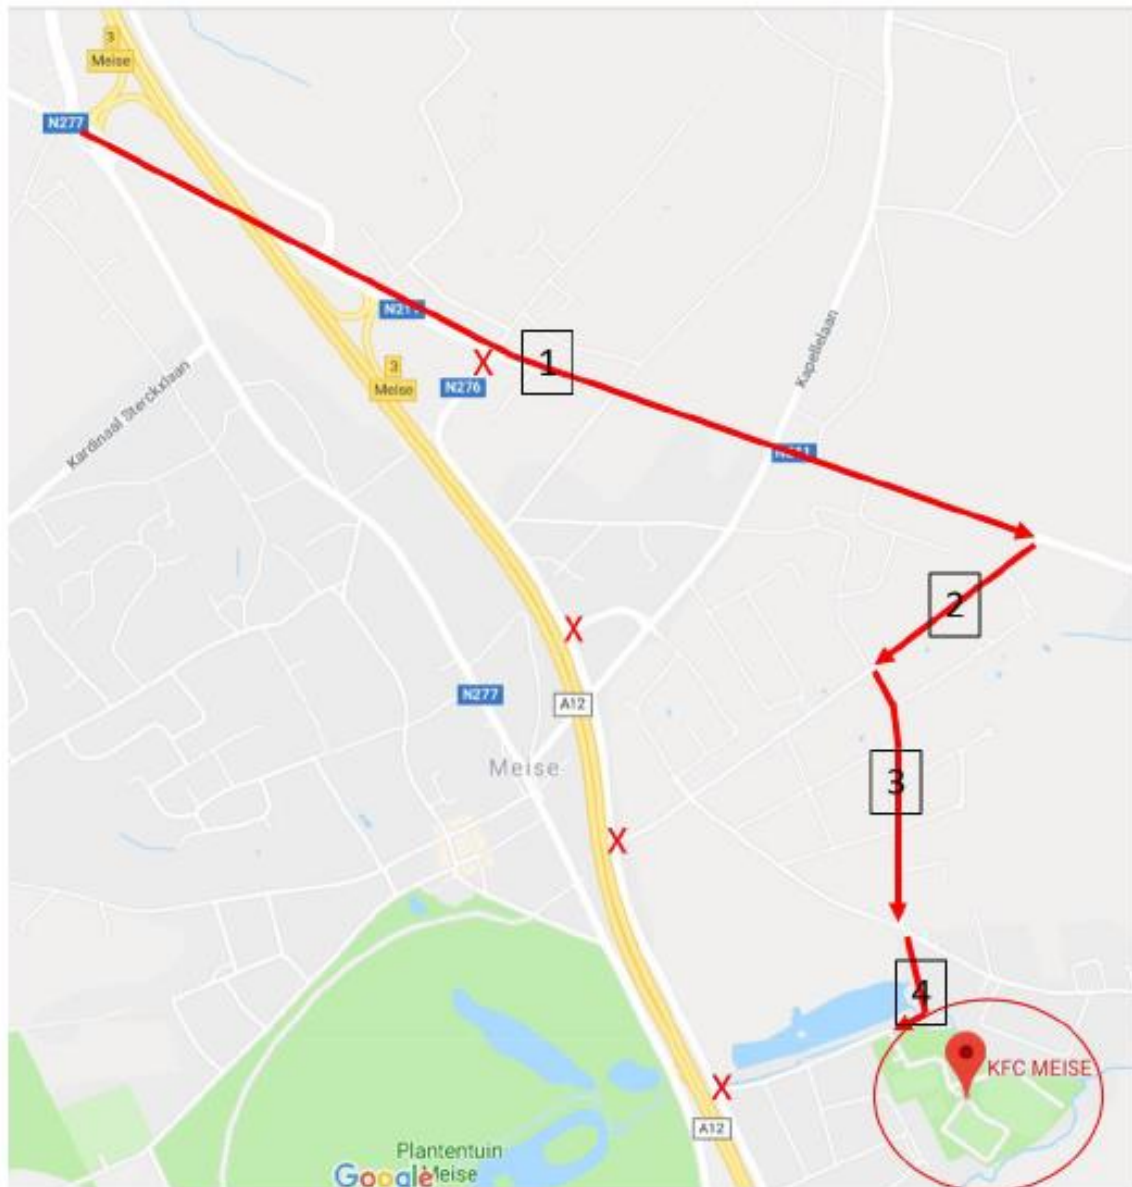 3
Meise
N277
N211
X
1
N276
3
Meise
Kapellelaan
Kardinaal Sterckxlaan
N211
2
X
N277
A12
Meise
3
X
4
KFC MEISE
X
A12
Plantentuin
Meise
Google